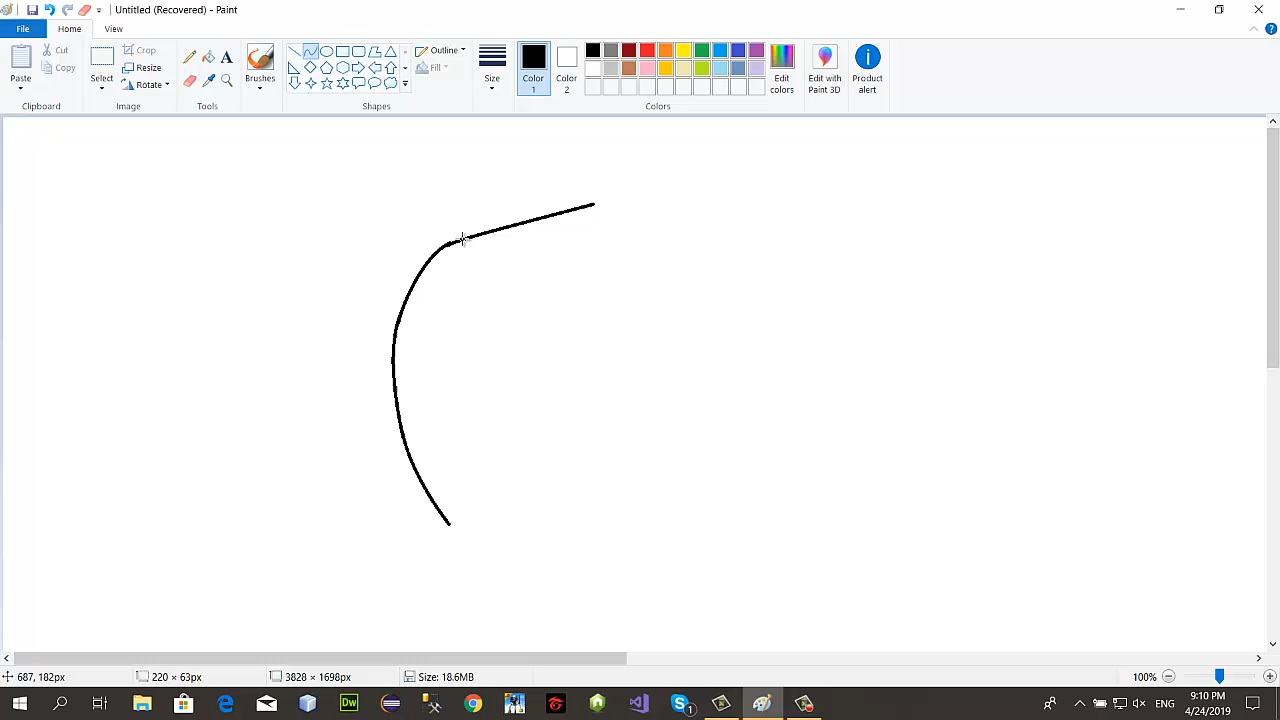 Untitled (Recovered) - Paint
File Home View
Paste Cut Copy Clipboard
Select Crop Resize Rotate Image
A Tools
Brushes
Outline Fill Shapes
Size
Color 1 Color 2 Edit colors Colors
Edit with Paint 3D
Product alert
687, 182px 220 × 63px 3828 × 1698px Size: 18.6MB 100%
Dw S 1 ENG 9:10 PM
4/24/2019